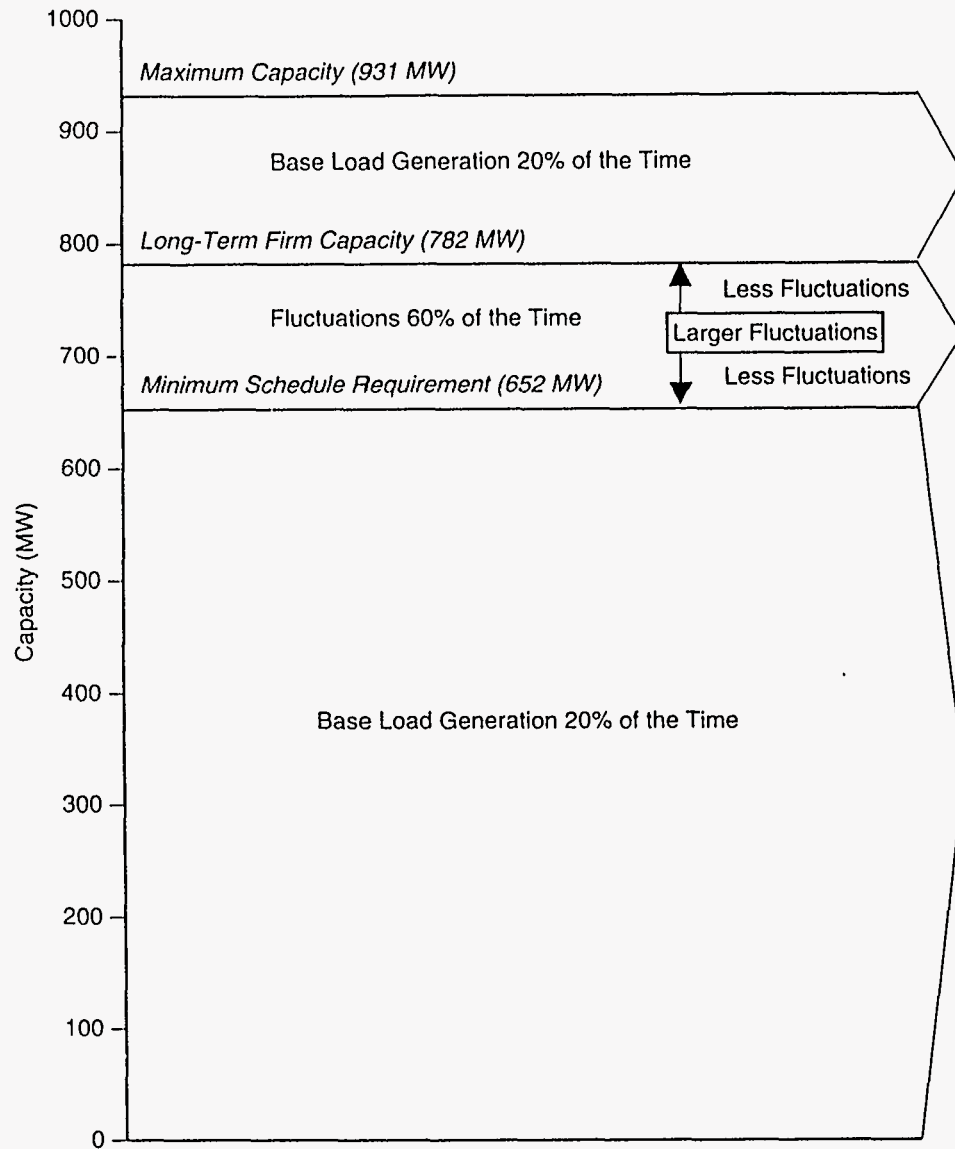 1000
Maximum Capacity (931 MW)
900
Base Load Generation 20% of the Time
800
Long-Term Firm Capacity (782 MW)
Less Fluctuations
Fluctuations 60% of the Time
Larger Fluctuations
700
Less Fluctuations
Minimum Schedule Requirement (652 MW)
600
Capacity (MW)
500
400
Base Load Generation 20% of the Time
300
200
100
0